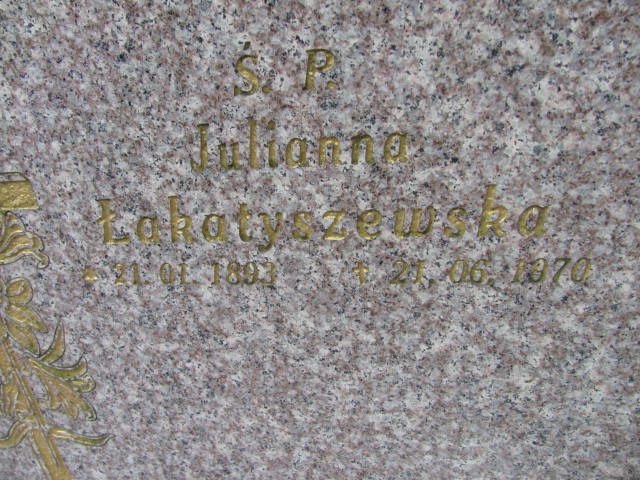 Ś. P.
Julianna
Łakatyszewska
* 21.01.1893 † 21.06.1970